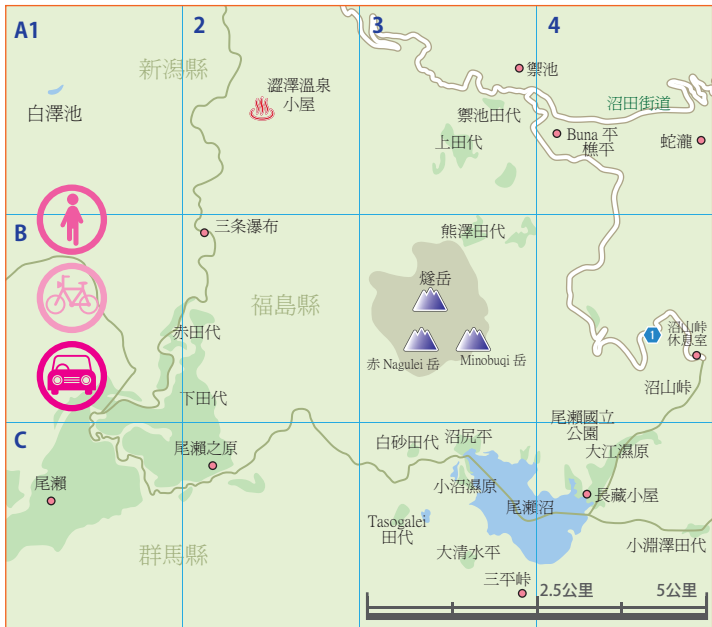 A1
2
3
4
新潟縣
澀澤溫泉
小屋
禦池
白澤池
沼田街道
禦池田代
上田代
Buna 平
樵平
蛇瀧
B
三条瀑布
熊澤田代
燧岳
福島縣
赤田代
1
沼山峠
休息室
赤 Nagulei 岳
Minobuqi 岳
沼山峠
下田代
尾瀨國立
公園
C
尾瀨之原
白砂田代
沼尻平
大江濕原
尾瀨
小沼濕原
長藏小屋
尾瀨沼
Tasogalei
田代
小淵澤田代
群馬縣
大清水平
三平峠
2.5公里
5公里